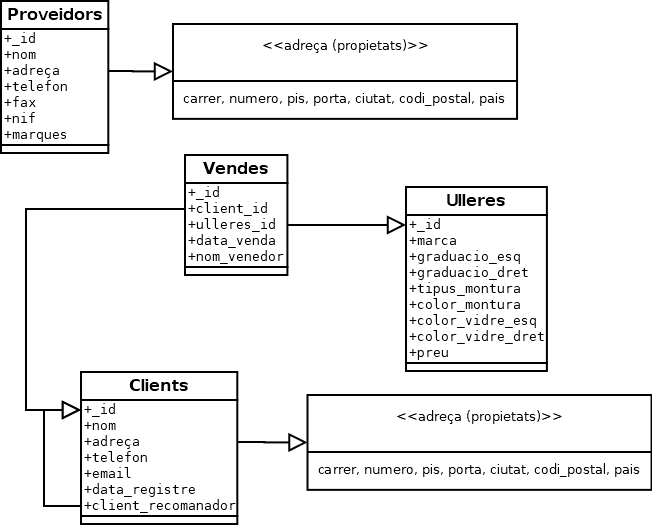 Proveidors
+_id
+nom
+adreça
+telefon
+fax
+nif
+marques
<<adreça (propietats)>>
carrer, numero, pis, porta, ciutat, codi_postal, pais
Vendes
+_id
+client_id
+ulleres_id
+data_venda
+nom_venedor
Ulleres
+_id
+marca
+graduacio_esq
+graduacio_dret
+tipus_montura
+color_montura
+color_vidre_esq
+color_vidre_dret
+preu
Clients
+_id
+nom
+adreça
+telefon
+email
+data_registre
+client_recomanador
<<adreça (propietats)>>
carrer, numero, pis, porta, ciutat, codi_postal, pais